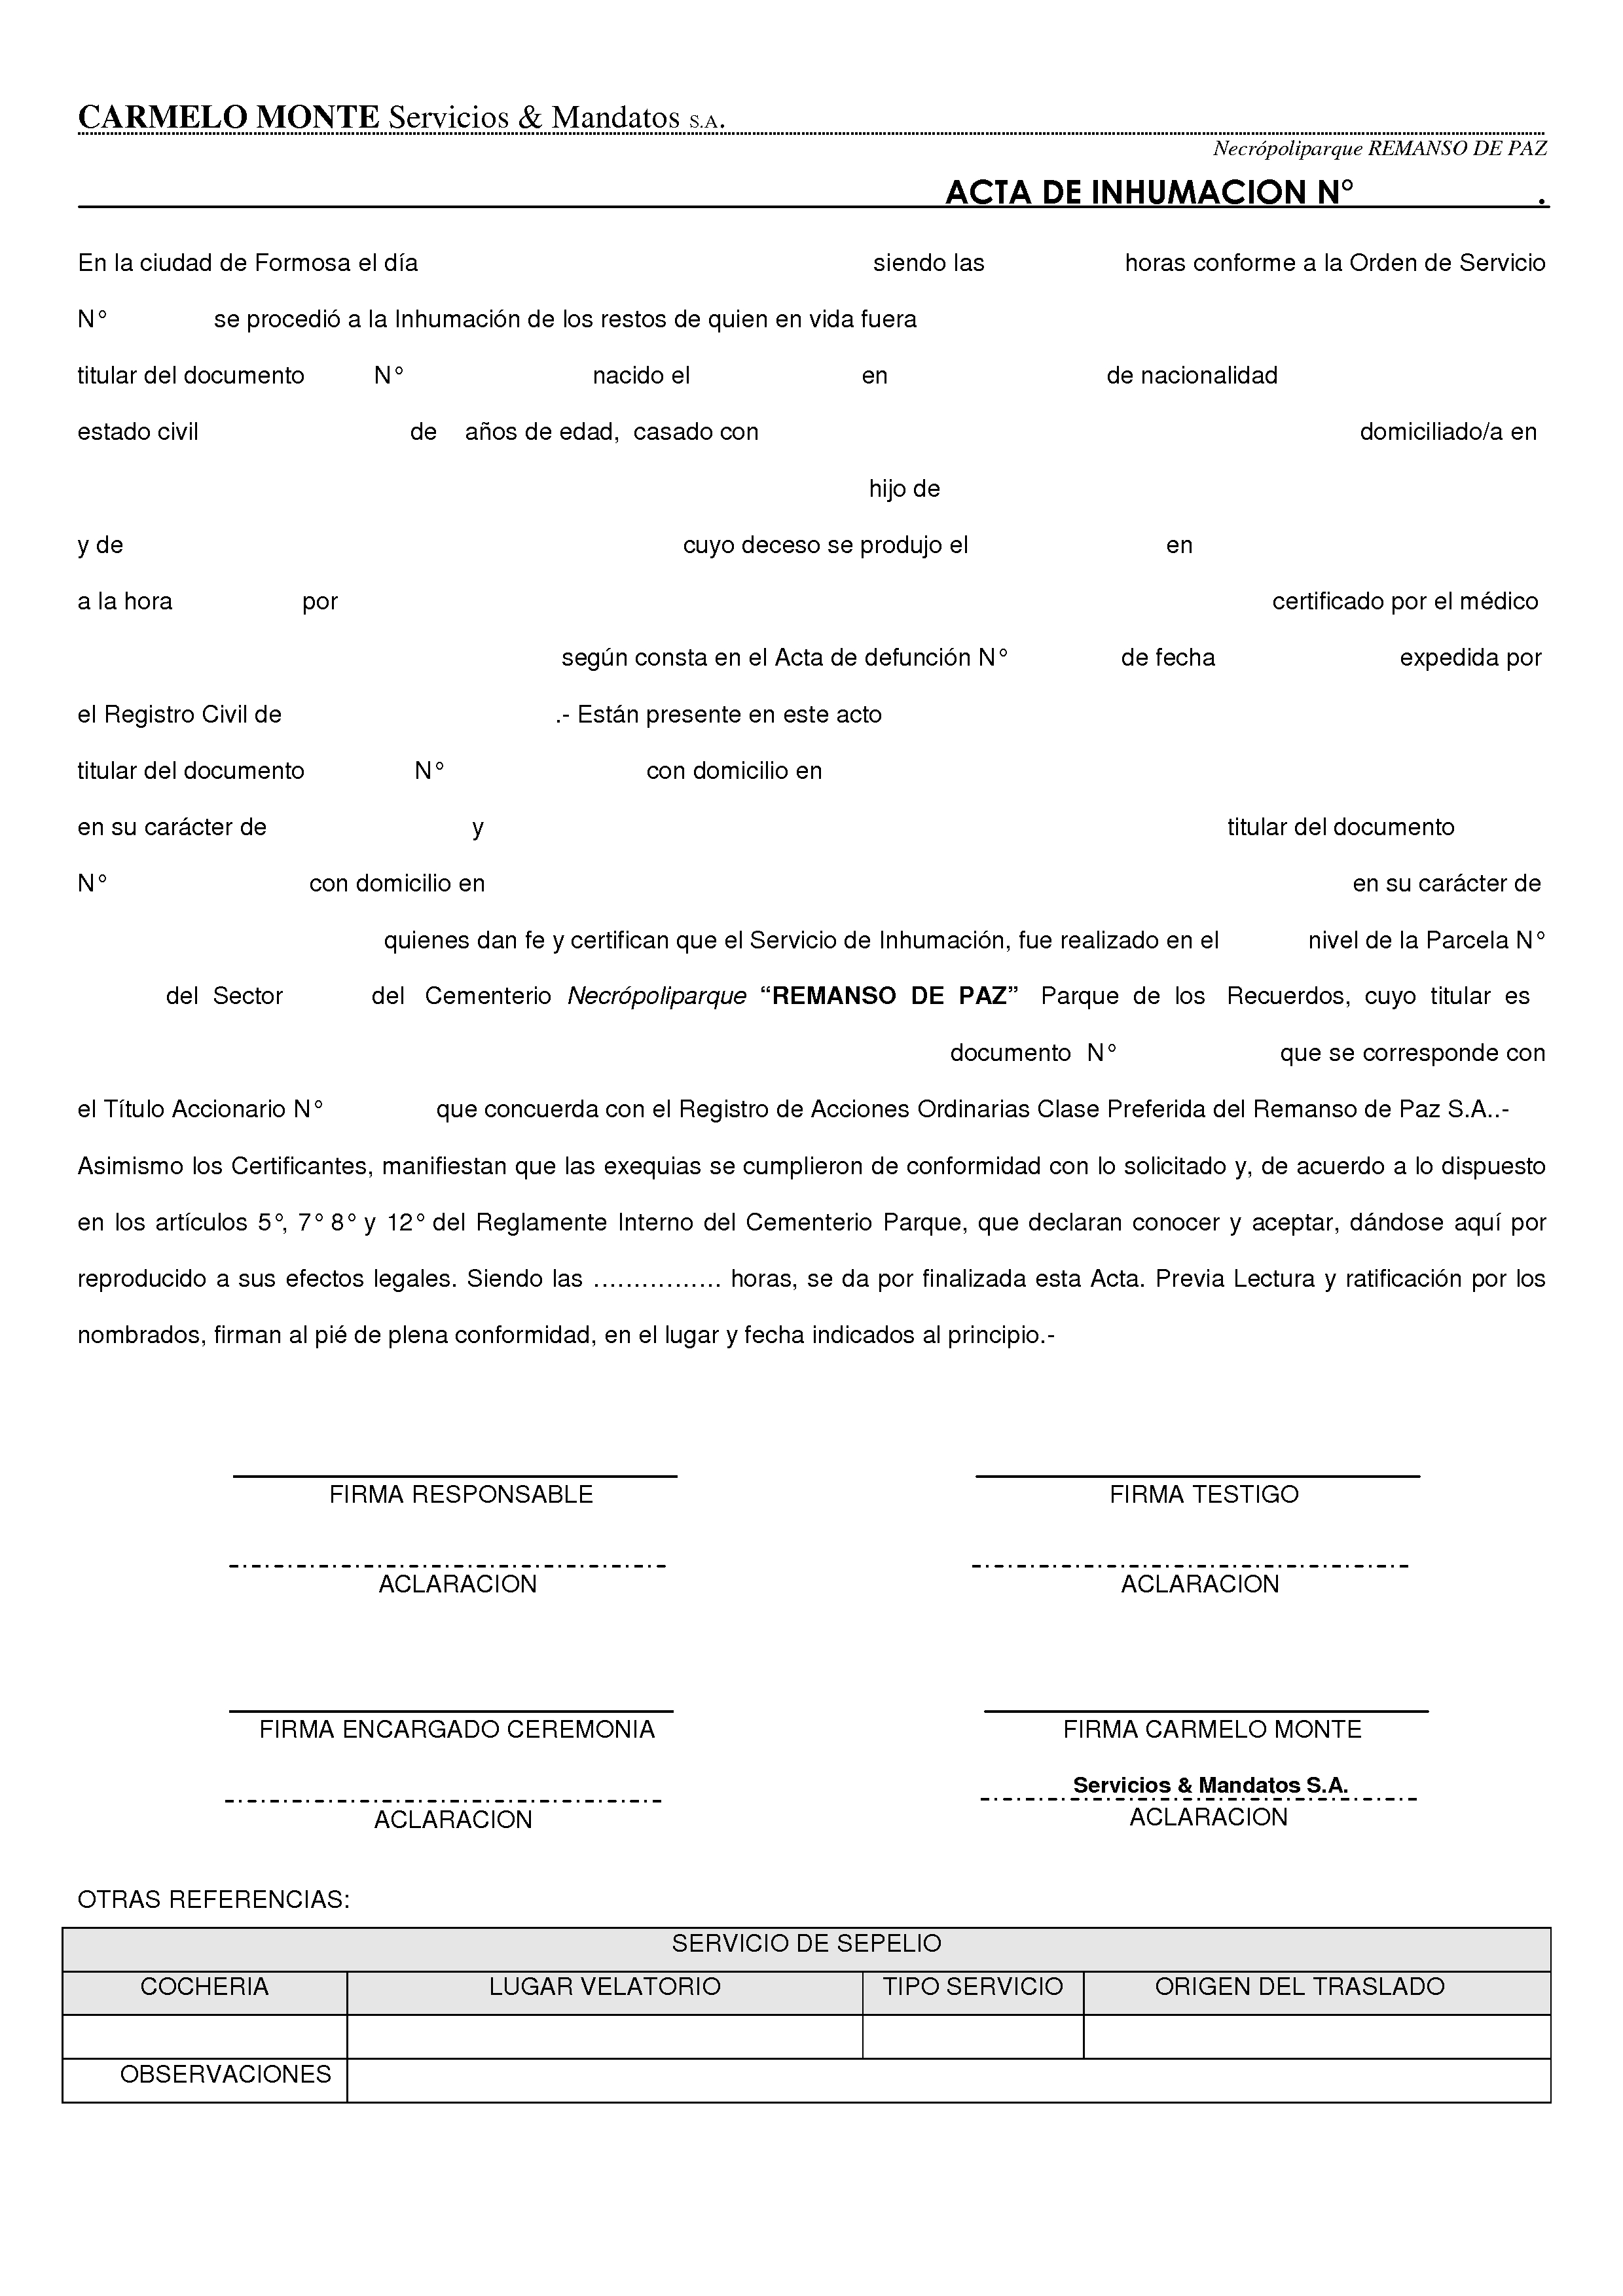 CARMELO MONTE Servicios & Mandatos S.A.
Necrópoliparque REMANSO DE PAZ
ACTA DE INHUMACION N° .
En la ciudad de Formosa el día siendo las horas conforme a la Orden de Servicio
N° se procedió a la Inhumación de los restos de quien en vida fuera
titular del documento N° nacido el en de nacionalidad
estado civil de años de edad, casado con domiciliado/a en
hijo de
y de cuyo deceso se produjo el en
a la hora por certificado por el médico
según consta en el Acta de defunción N° de fecha expedida por
el Registro Civil de .- Están presente en este acto
titular del documento N° con domicilio en
en su carácter de y titular del documento
N° con domicilio en en su carácter de
quienes dan fe y certifican que el Servicio de Inhumación, fue realizado en el nivel de la Parcela N°
del Sector del Cementerio Necrópoliparque “REMANSO DE PAZ” Parque de los Recuerdos, cuyo titular es
documento N° que se corresponde con
el Título Accionario N° que concuerda con el Registro de Acciones Ordinarias Clase Preferida del Remanso de Paz S.A..-
Asimismo los Certificantes, manifiestan que las exequias se cumplieron de conformidad con lo solicitado y, de acuerdo a lo dispuesto
en los artículos 5°, 7° 8° y 12° del Reglamente Interno del Cementerio Parque, que declaran conocer y aceptar, dándose aquí por
reproducido a sus efectos legales. Siendo las ................ horas, se da por finalizada esta Acta. Previa Lectura y ratificación por los
nombrados, firman al pié de plena conformidad, en el lugar y fecha indicados al principio.-
FIRMA RESPONSABLE FIRMA TESTIGO
ACLARACION ACLARACION
FIRMA ENCARGADO CEREMONIA FIRMA CARMELO MONTE
Servicios & Mandatos S.A.
ACLARACION ACLARACION
OTRAS REFERENCIAS:
SERVICIO DE SEPELIO
COCHERIA LUGAR VELATORIO TIPO SERVICIO ORIGEN DEL TRASLADO
OBSERVACIONES